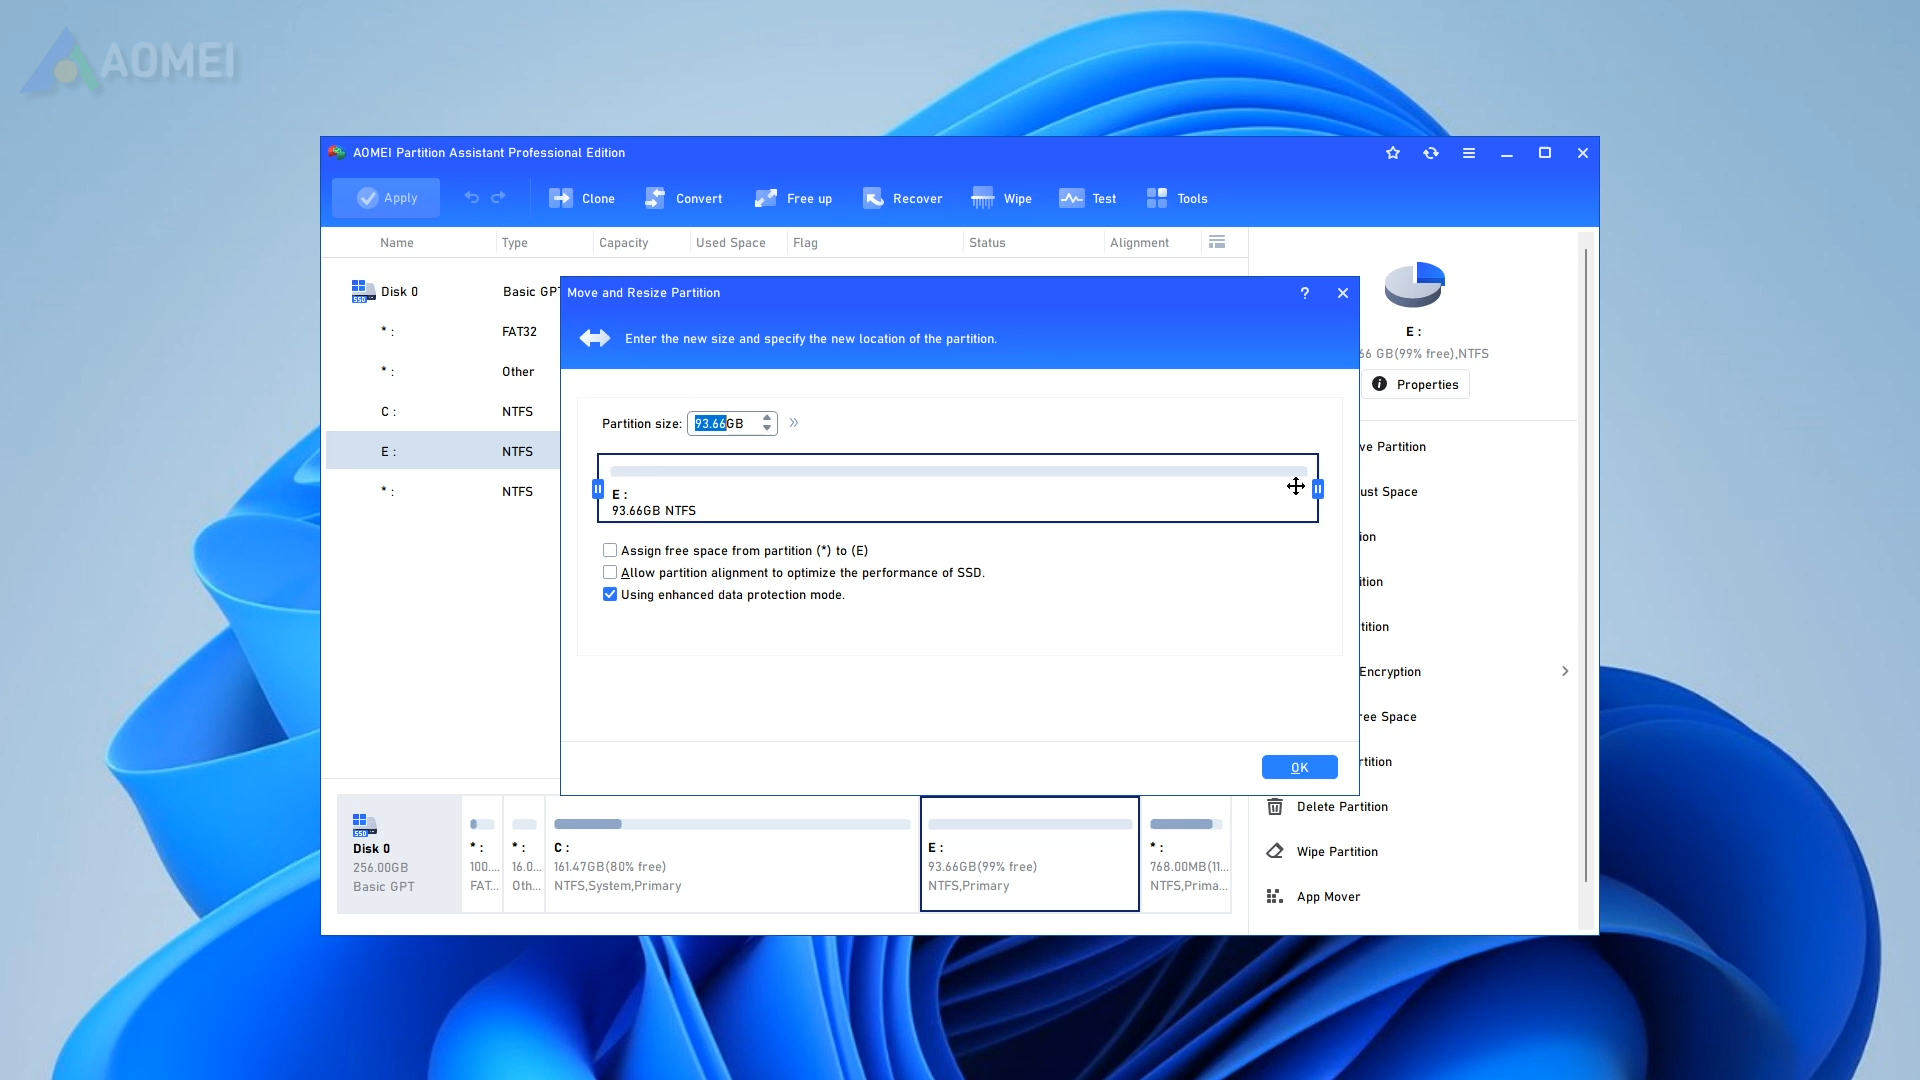 AOMEI
AOMEI Partition Assistant Professional Edition
Apply
Clone
Convert
Free up
Recover
Wipe
Test
Tools
Name Type Capacity Used Space Flag Status Alignment
Disk 0 Basic GPT
* : FAT32
* : Other
C : NTFS
E : NTFS
* : NTFS
Move and Resize Partition
?
Enter the new size and specify the new location of the partition.
Partition size: 93.66GB »
E :
93.66GB NTFS
Assign free space from partition (*) to (E)
Allow partition alignment to optimize the performance of SSD.
Using enhanced data protection mode.
OK
E :
66 GB(99% free),NTFS
Properties
ve Partition
ust Space
ion
ition
tition
Encryption
ree Space
rtition
Delete Partition
Wipe Partition
App Mover
Disk 0
256.00GB
Basic GPT
* :
100....
FAT...
* :
16.0...
Oth...
C :
161.47GB(80% free)
NTFS,System,Primary
E :
93.66GB(99% free)
NTFS,Primary
* :
768.00MB(11...
NTFS,Prima...